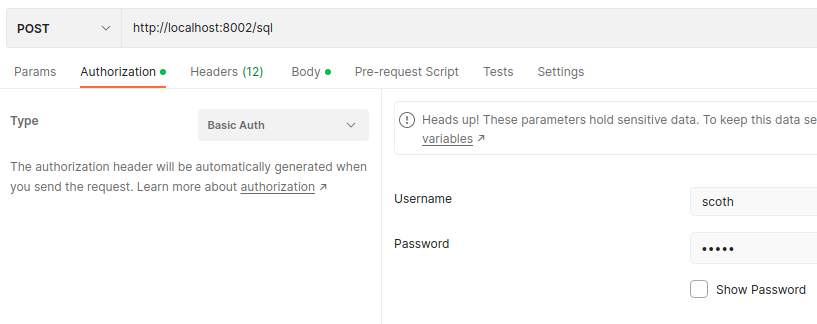 POST http://localhost:8002/sql
Params Authorization Headers (12) Body Pre-request Script Tests Settings
Type Basic Auth
The authorization header will be automatically generated when
you send the request. Learn more about authorization ↗
Heads up! These parameters hold sensitive data. To keep this data se
variables ↗
Username scoth
Password •••••
Show Password